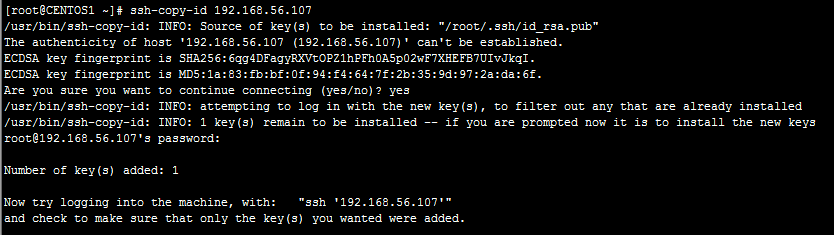 [root@CENTOS1 ~]# ssh-copy-id 192.168.56.107
/usr/bin/ssh-copy-id: INFO: Source of key(s) to be installed: "/root/.ssh/id_rsa.pub"
The authenticity of host '192.168.56.107 (192.168.56.107)' can't be established.
ECDSA key fingerprint is SHA256:6qg4DFagyRXVtOPZ1hPFhOA5pO2wF7XHEFB7UIvJkqI.
ECDSA key fingerprint is MD5:1a:83:fb:bf:0f:94:f4:64:7f:2b:35:9d:97:2a:da:6f.
Are you sure you want to continue connecting (yes/no)? yes
/usr/bin/ssh-copy-id: INFO: attempting to log in with the new key(s), to filter out any that are already installed
/usr/bin/ssh-copy-id: INFO: 1 key(s) remain to be installed -- if you are prompted now it is to install the new keys
root@192.168.56.107's password:
Number of key(s) added: 1
Now try logging into the machine, with:   "ssh '192.168.56.107'"
and check to make sure that only the key(s) you wanted were added.